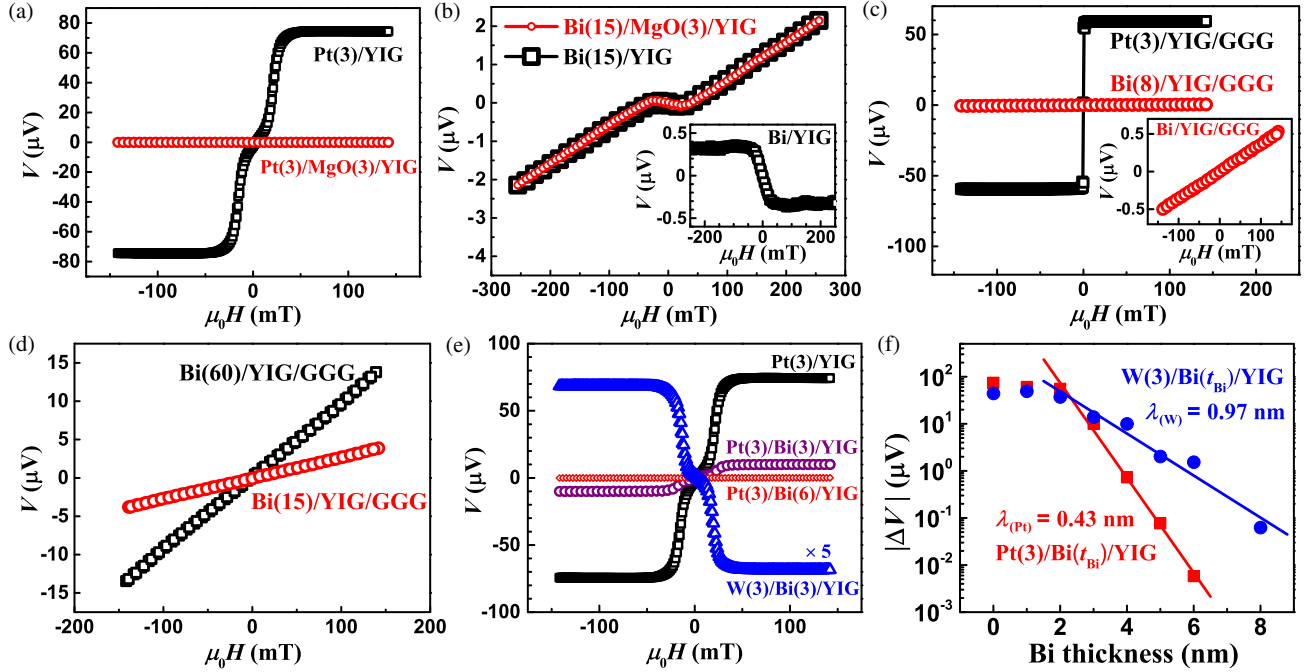 (a)
80
60
40
20
0
-20
-40
-60
-80
V (μV)
Pt(3)/YIG
Pt(3)/MgO(3)/YIG
-100
0
100
μ₀H (mT)
(b)
4
3
2
1
0
-1
-2
-3
-4
V (μV)
Bi(15)/MgO(3)/YIG
Bi(15)/YIG
Bi/YIG
0.5
0.0
-0.5
V (μV)
-200
0
200
μ₀H (mT)
-300
-200
-100
0
100
200
300
μ₀H (mT)
(c)
50
0
-50
-100
V (μV)
Pt(3)/YIG/GGG
Bi(8)/YIG/GGG
Bi/YIG/GGG
0.5
0.0
-0.5
V (μV)
-100
0
100
μ₀H (mT)
-100
0
100
200
μ₀H (mT)
(d)
15
10
5
0
-5
-10
-15
V (μV)
Bi(60)/YIG/GGG
Bi(15)/YIG/GGG
-200
-100
0
100
200
μ₀H (mT)
(e)
100
50
0
-50
-100
V (μV)
Pt(3)/YIG
Pt(3)/Bi(3)/YIG
Pt(3)/Bi(6)/YIG
× 5
W(3)/Bi(3)/YIG
-100
0
100
200
μ₀H (mT)
(f)
10²
10¹
10⁰
10⁻¹
10⁻²
10⁻³
|ΔV| (μV)
W(3)/Bi(tBi)/YIG
λ(W) = 0.97 nm
λ(Pt) = 0.43 nm
Pt(3)/Bi(tBi)/YIG
0
2
4
6
8
Bi thickness (nm)